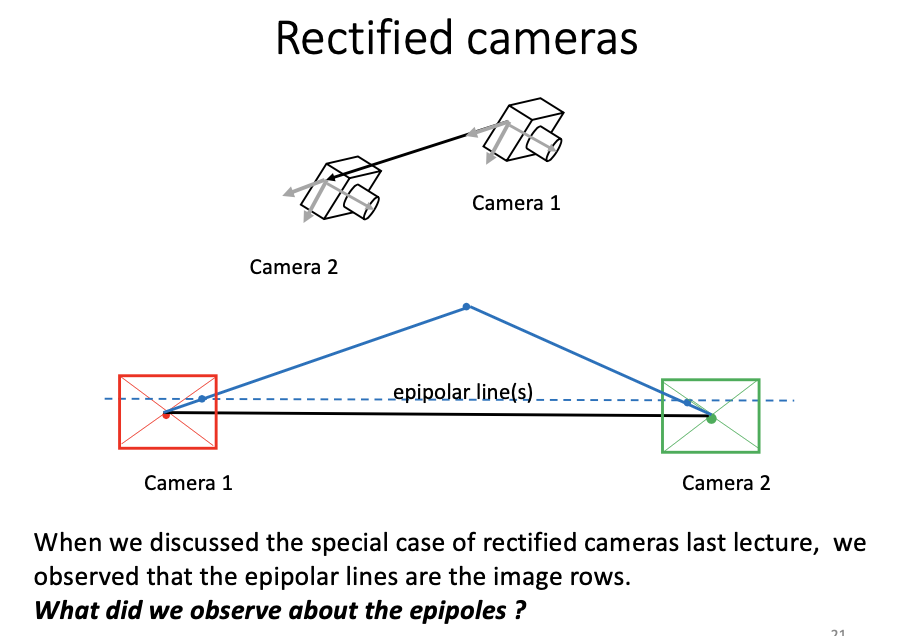 Rectified cameras
Camera 1
Camera 2
epipolar line(s)
Camera 1
Camera 2
When we discussed the special case of rectified cameras last lecture, we
observed that the epipolar lines are the image rows.
What did we observe about the epipoles ?
21